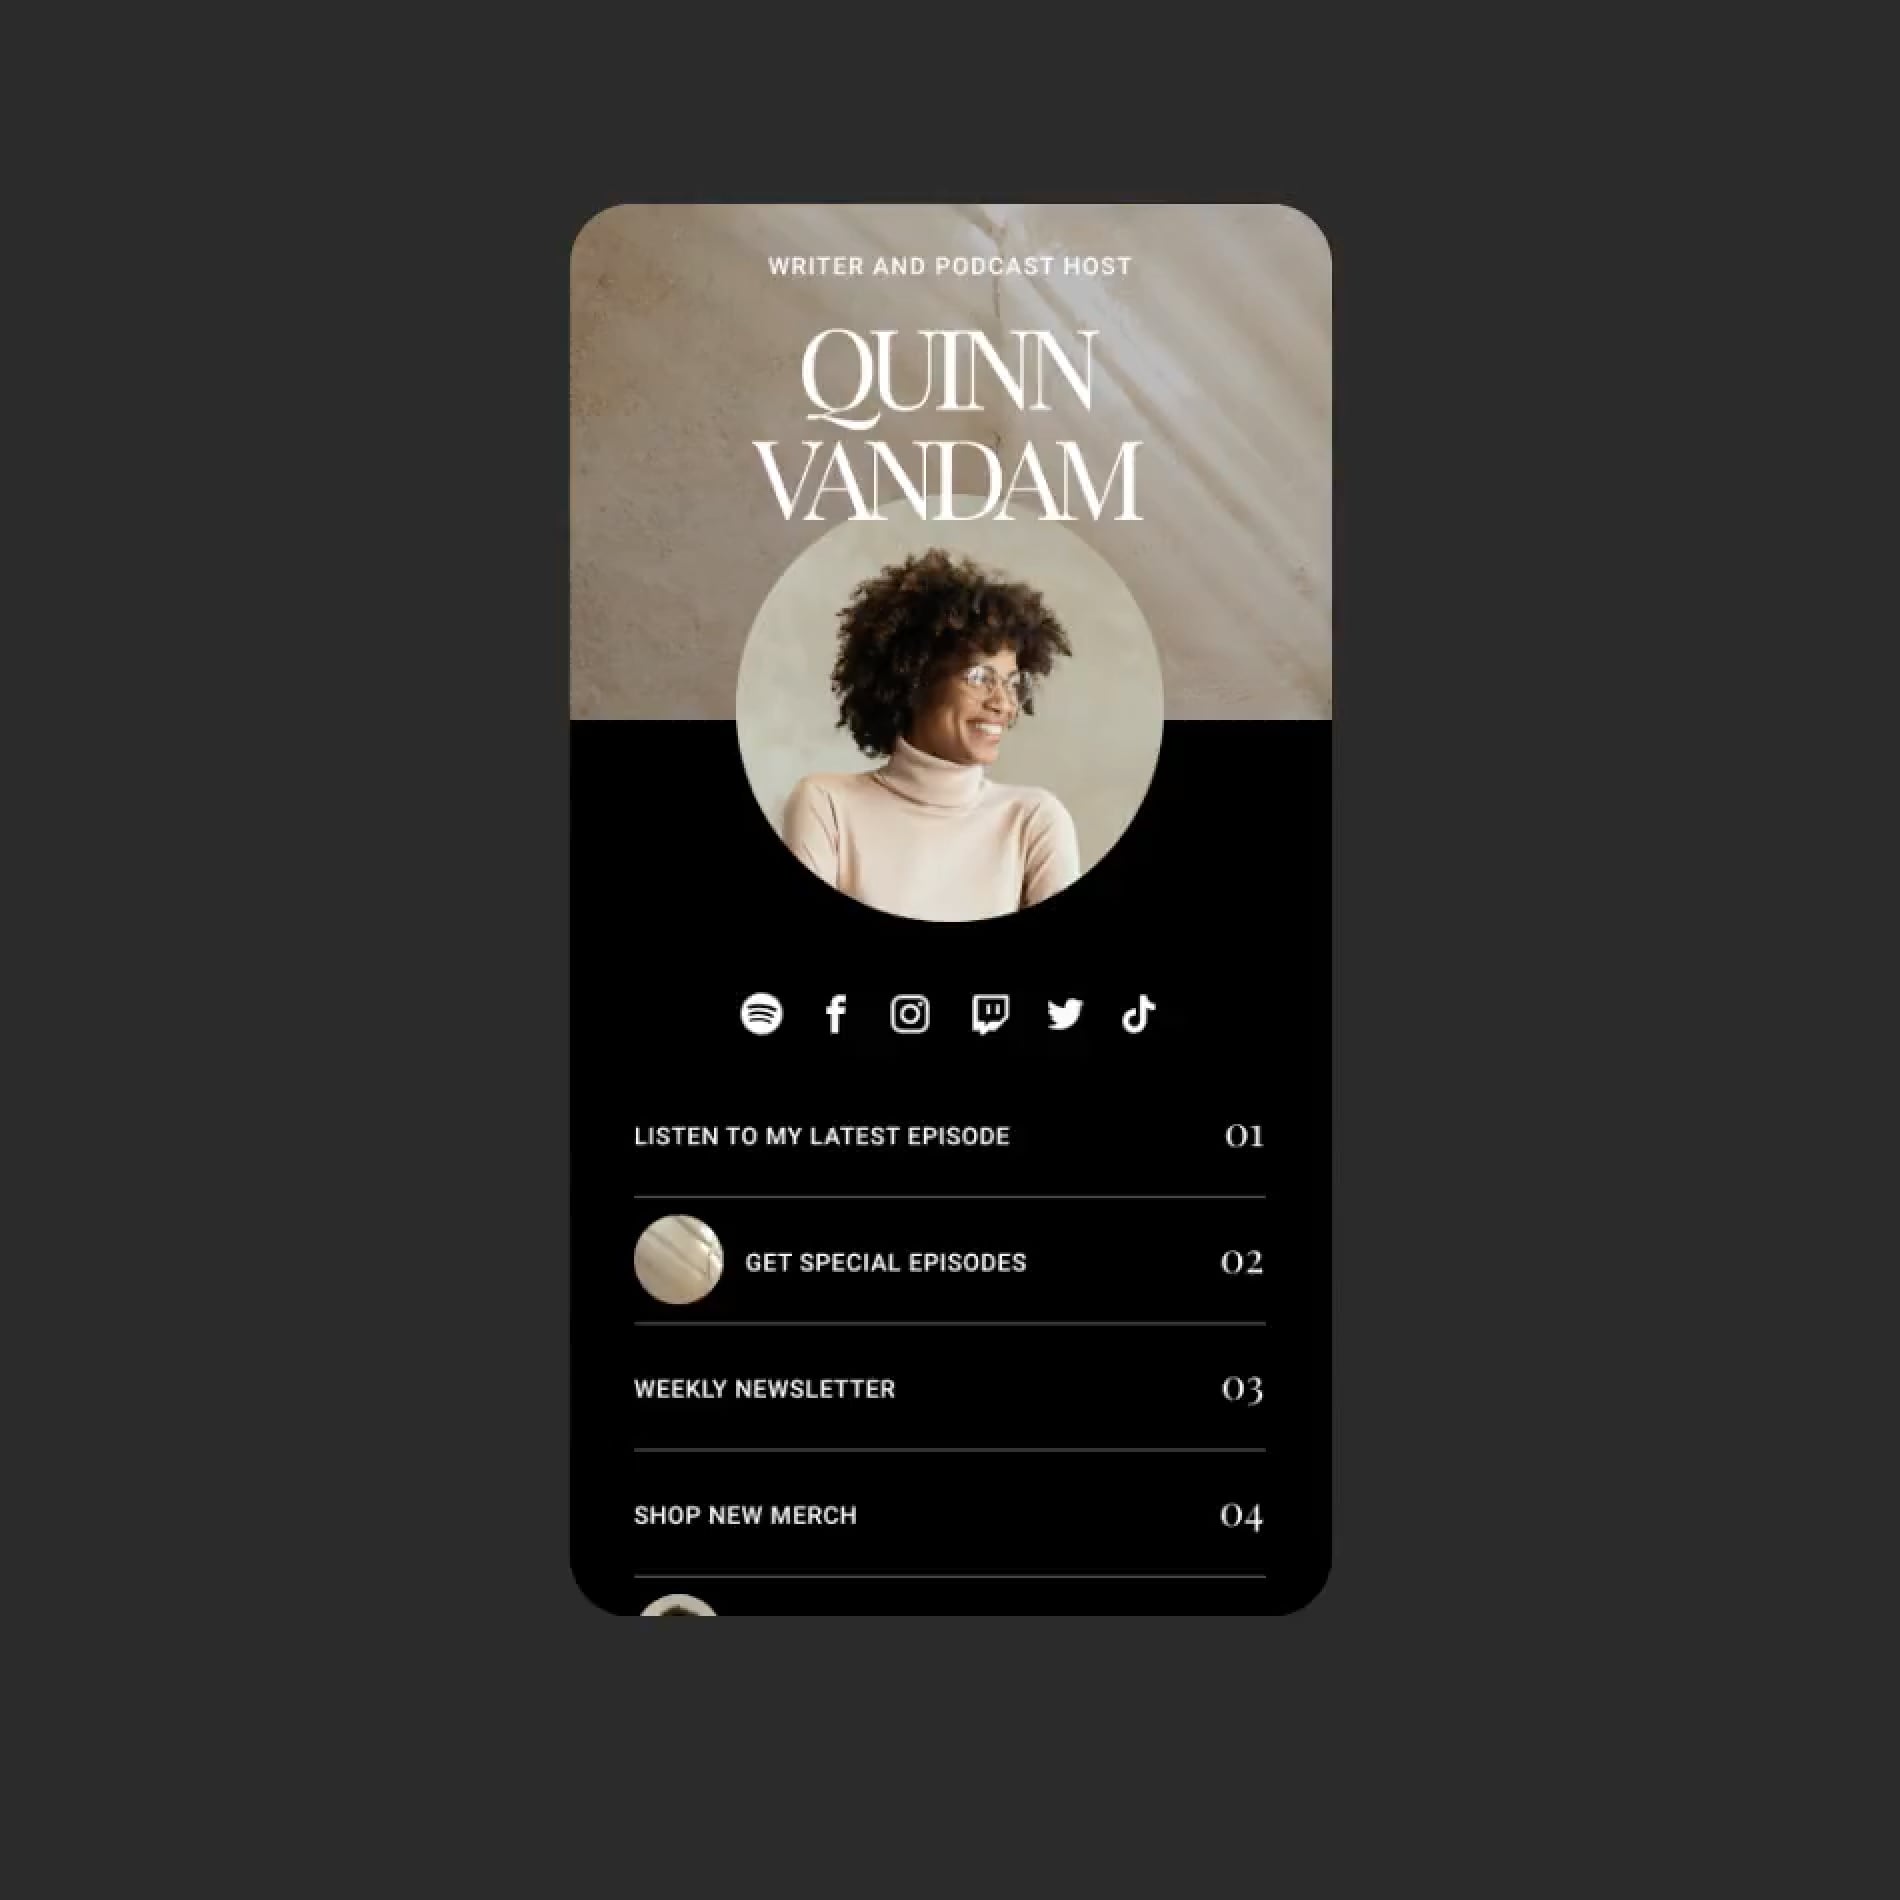 WRITER AND PODCAST HOST
QUINN
VANDAM
LISTEN TO MY LATEST EPISODE 01
GET SPECIAL EPISODES 02
WEEKLY NEWSLETTER 03
SHOP NEW MERCH 04